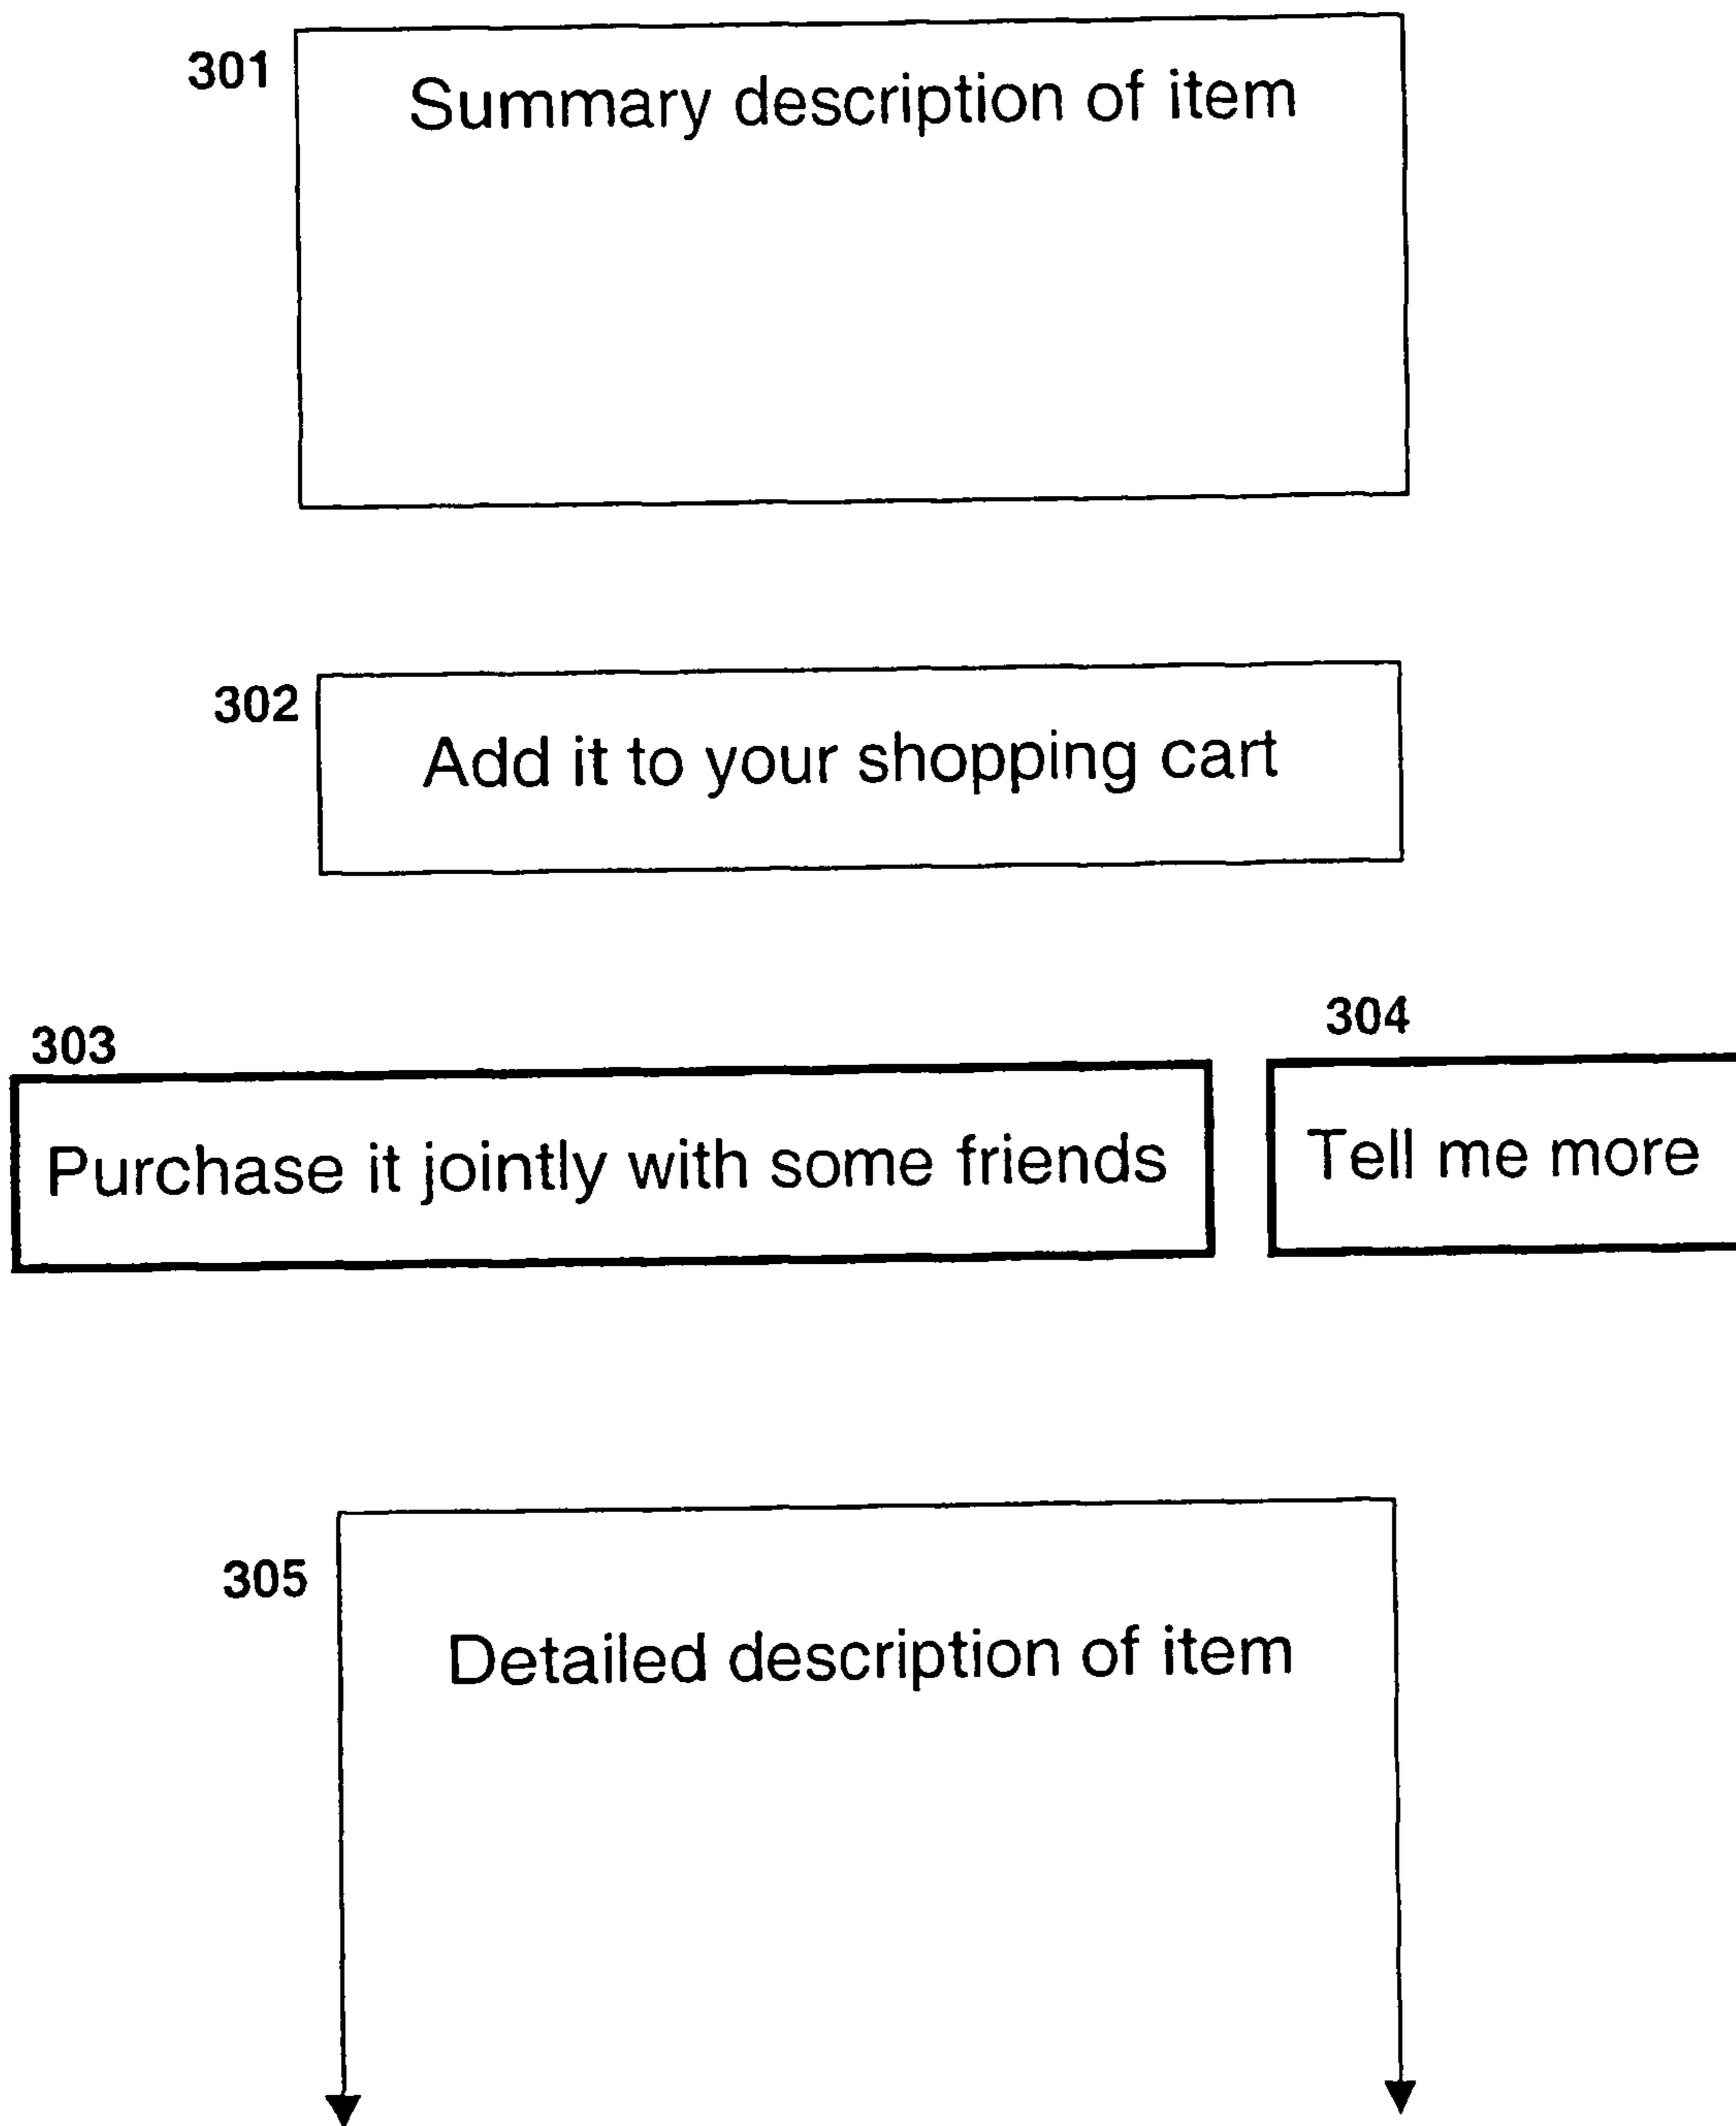 301
Summary description of item
302
Add it to your shopping cart
303
304
Purchase it jointly with some friends
Tell me more
305
Detailed description of item